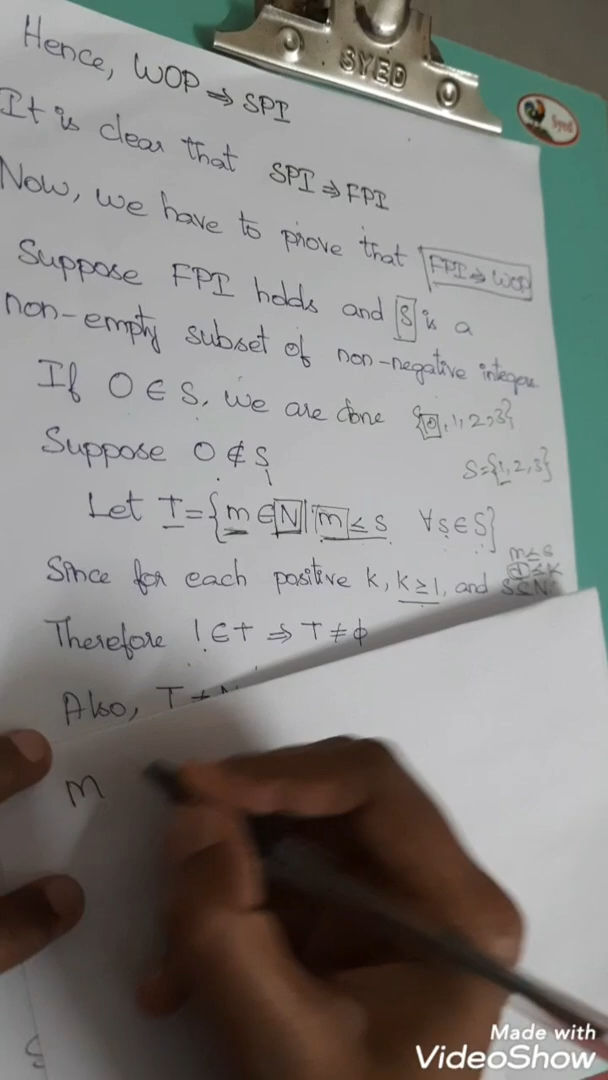 SYED
Syed
Hence, WOP ⇒ SPI
It is clear that SPI ⇒ FPI
Now, we have to prove that FPI ⇒ WOP
Suppose FPI holds and S is a
non-empty subset of non-negative integers
If 0 ∈ S, we are done {0,1,2,3}
Suppose 0 ∉ S S={1,2,3}
Let T = {m ∈ N | m ≤ s ∀ s ∈ S}
m ≤ s
① ≤ K
Since for each positive k, k ≥ 1, and S ⊆ N
Therefore 1 ∈ T ⇒ T ≠ ϕ
Also, T ≠ N
m
Made with
VideoShow